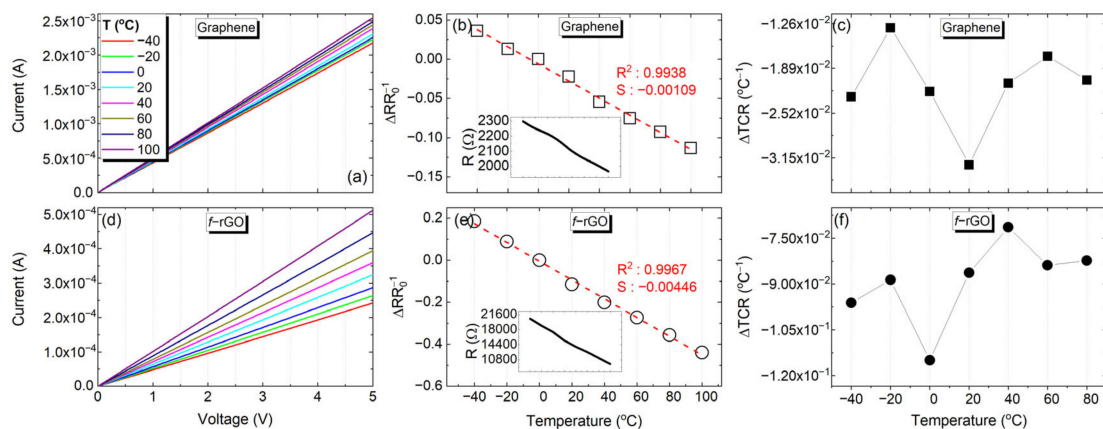 2.5x10⁻³
2.0x10⁻³
1.5x10⁻³
1.0x10⁻³
5.0x10⁻⁴
0.0
Current (A)
T (°C)
−40
−20
0
20
40
60
80
100
Graphene
(a)
(b)
Graphene
0.05
0.00
−0.05
−0.10
−0.15
ΔRR₀⁻¹
R² : 0.9938
S : −0.00109
2300
2200
2100
2000
R (Ω)
(c)
Graphene
−1.26x10⁻²
−1.89x10⁻²
−2.52x10⁻²
−3.15x10⁻²
ΔTCR (°C⁻¹)
(d)
f−rGO
5.0x10⁻⁴
4.0x10⁻⁴
3.0x10⁻⁴
2.0x10⁻⁴
1.0x10⁻⁴
0.0
Current (A)
0 1 2 3 4 5
Voltage (V)
(e)
f−rGO
0.2
0.0
−0.2
−0.4
−0.6
ΔRR₀⁻¹
R² : 0.9967
S : −0.00446
21600
18000
14400
10800
R (Ω)
−40 −20 0 20 40 60 80 100
Temperature (°C)
(f)
f−rGO
−7.50x10⁻²
−9.00x10⁻²
−1.05x10⁻¹
−1.20x10⁻¹
ΔTCR (°C⁻¹)
−40 −20 0 20 40 60 80
Temperature (°C)